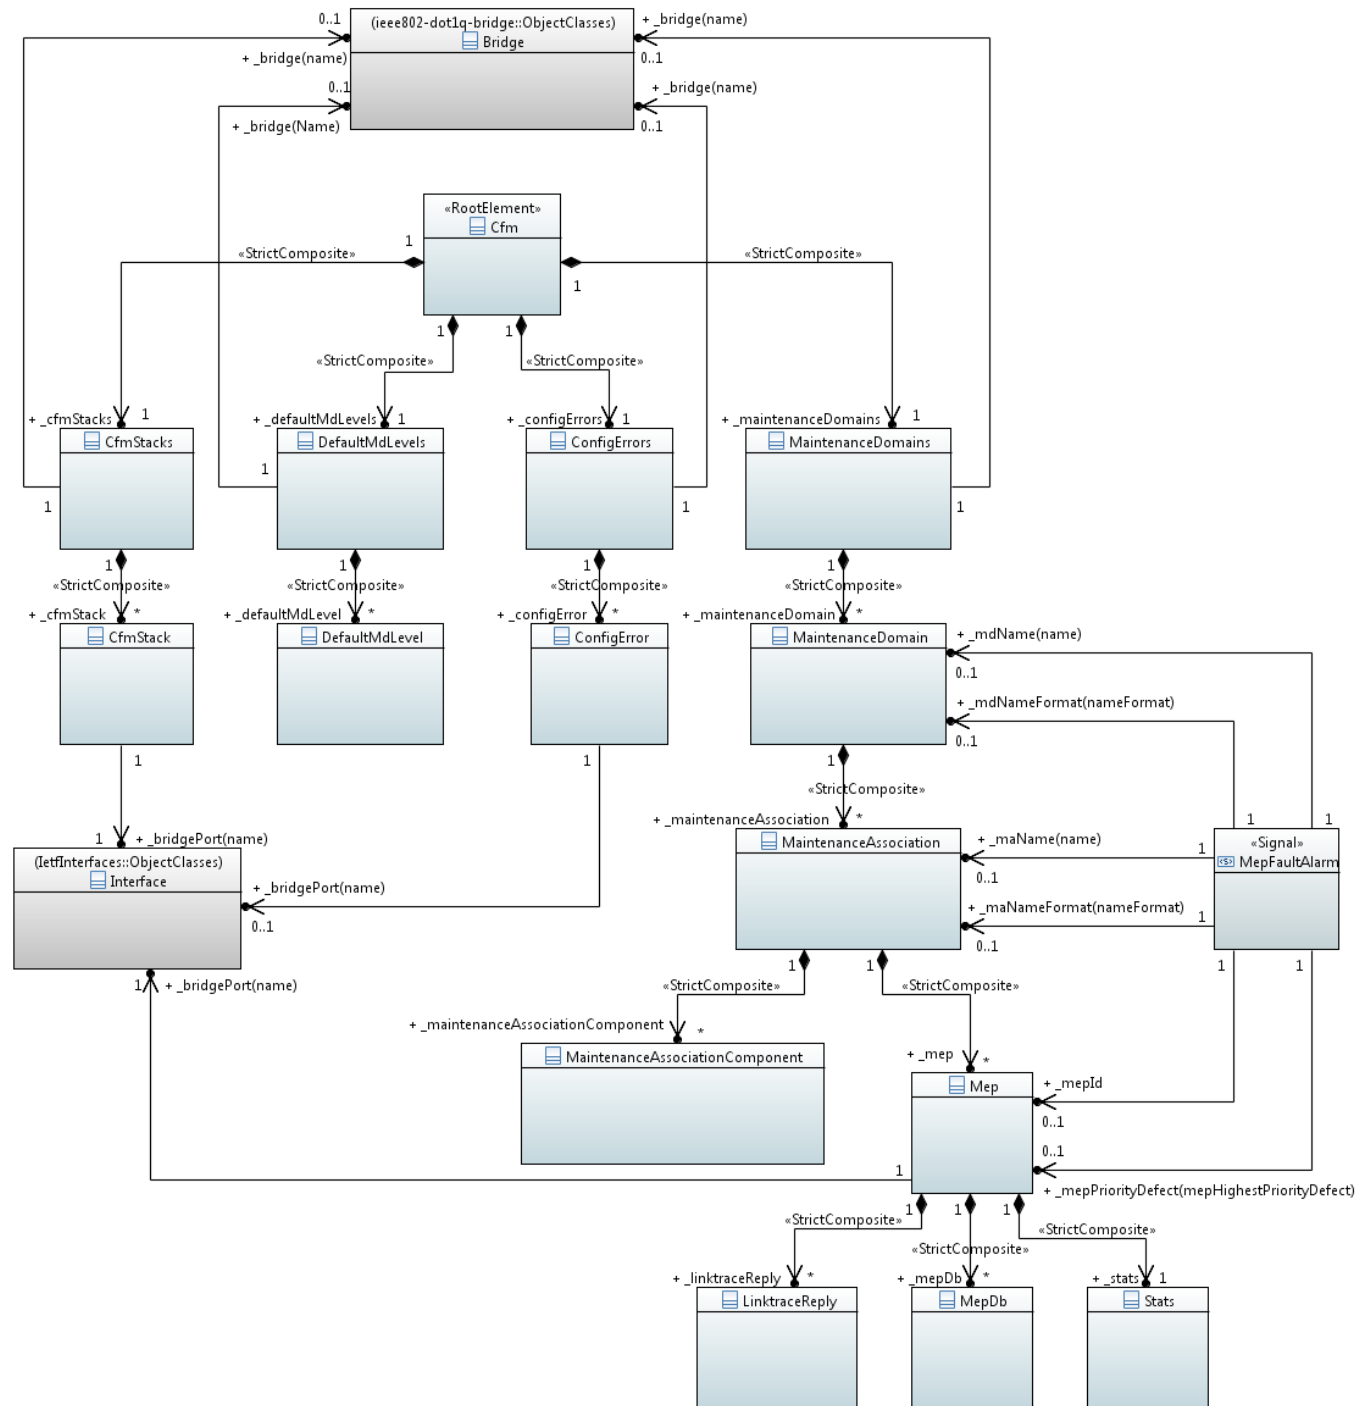 0..1
(ieee802-dot1q-bridge::ObjectClasses)
Bridge
+ _bridge(name)
+ _bridge(name)
0..1
0..1
+ _bridge(name)
+ _bridge(Name)
0..1
«RootElement»
Cfm
1
«StrictComposite»
«StrictComposite»
1
1
1
«StrictComposite»
«StrictComposite»
+ _cfmStacks
1
+ _defaultMdLevels
1
+ _configErrors
1
+ _maintenanceDomains
1
CfmStacks
DefaultMdLevels
ConfigErrors
MaintenanceDomains
1
1
1
1
1
1
1
1
«StrictComposite»
«StrictComposite»
«StrictComposite»
«StrictComposite»
+ _cfmStack
*
+ _defaultMdLevel
*
+ _configError
*
+ _maintenanceDomain
*
CfmStack
DefaultMdLevel
ConfigError
MaintenanceDomain
+ _mdName(name)
0..1
+ _mdNameFormat(nameFormat)
0..1
1
1
1
«StrictComposite»
+ _maintenanceAssociation
*
1
1
1
+ _bridgePort(name)
MaintenanceAssociation
+ _maName(name)
1
0..1
«Signal»
MepFaultAlarm
(IetfInterfaces::ObjectClasses)
Interface
+ _bridgePort(name)
0..1
+ _maNameFormat(nameFormat)
1
0..1
1
1
1
1
1
+ _bridgePort(name)
«StrictComposite»
«StrictComposite»
+ _maintenanceAssociationComponent
*
MaintenanceAssociationComponent
+ _mep
*
Mep
+ _mepId
0..1
0..1
1
+ _mepPriorityDefect(mepHighestPriorityDefect)
1
1
1
«StrictComposite»
«StrictComposite»
«StrictComposite»
+ _linktraceReply
*
+ _mepDb
*
+ _stats
1
LinktraceReply
MepDb
Stats